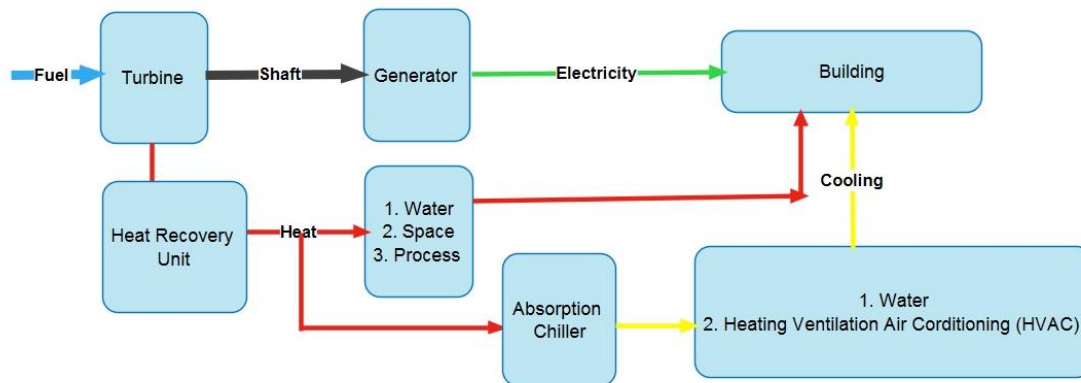 Fuel
Turbine
Shaft
Generator
Electricity
Building
Heat Recovery
Unit
Heat
1. Water
2. Space
3. Process
Cooling
Absorption
Chiller
1. Water
2. Heating Ventilation Air Corditioning (HVAC)